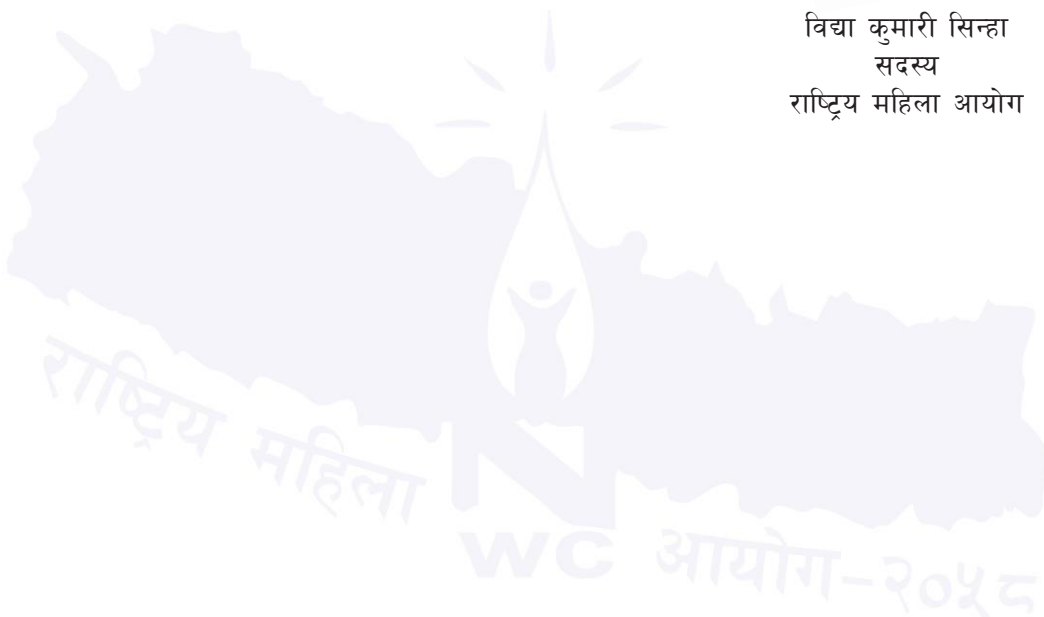 विद्या कुमारी सिन्हा
सदस्य
राष्ट्रिय महिला आयोग
राष्ट्रिय महिला
N
WC
आयोग-२०५८